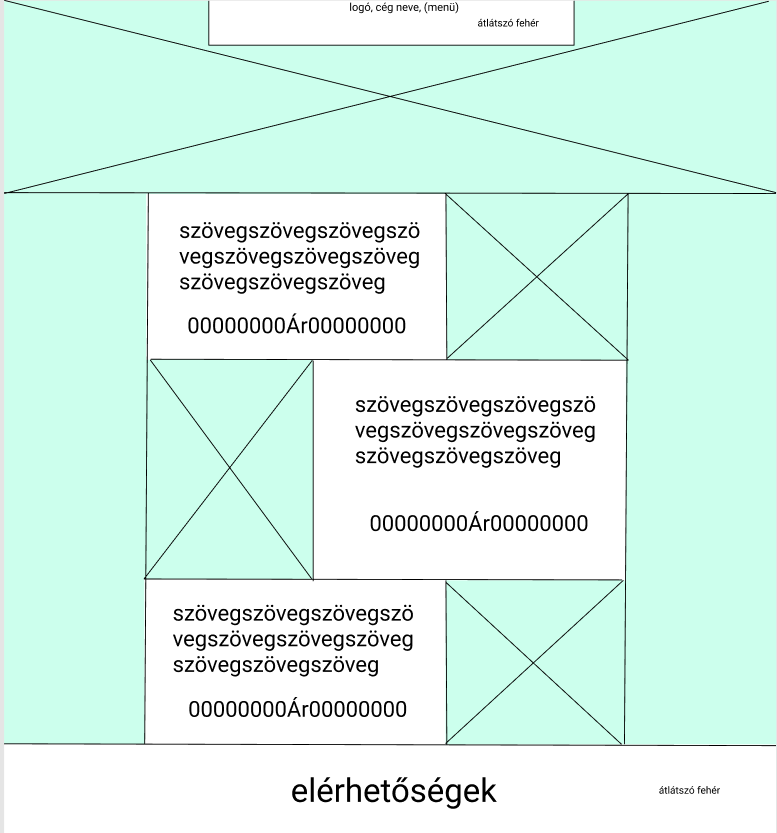 logó, cég neve, (menü)
átlátszó fehér
szövegszövegszövegszö
vegszövegszövegszöveg
szövegszövegszöveg
00000000Ár00000000
szövegszövegszövegszö
vegszövegszövegszöveg
szövegszövegszöveg
00000000Ár00000000
szövegszövegszövegszö
vegszövegszövegszöveg
szövegszövegszöveg
00000000Ár00000000
elérhetőségek
átlátszó fehér